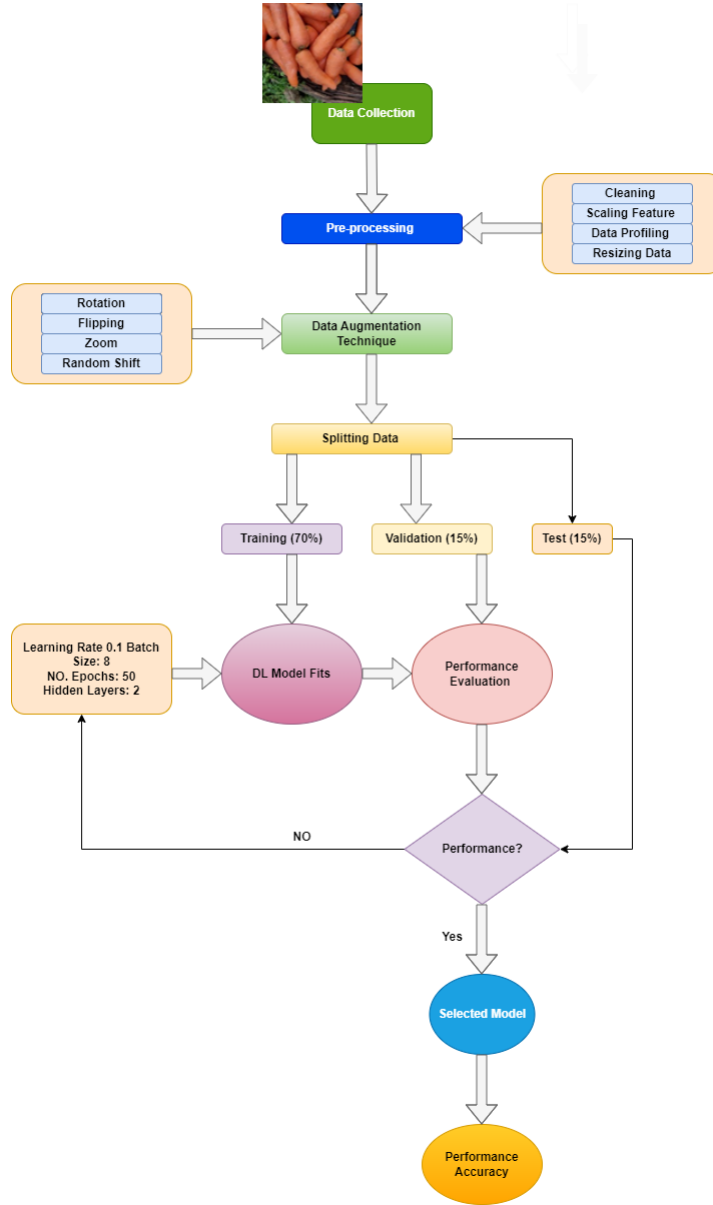 Data Collection
Cleaning
Scaling Feature
Pre-processing
Data Profiling
Resizing Data
Rotation
Flipping
Zoom
Random Shift
Data Augmentation
Technique
Splitting Data
Training (70%)
Validation (15%)
Test (15%)
Learning Rate 0.1 Batch
Size: 8
NO. Epochs: 50
Hidden Layers: 2
DL Model Fits
Performance
Evaluation
NO
Performance?
Yes
Selected Model
Performance
Accuracy